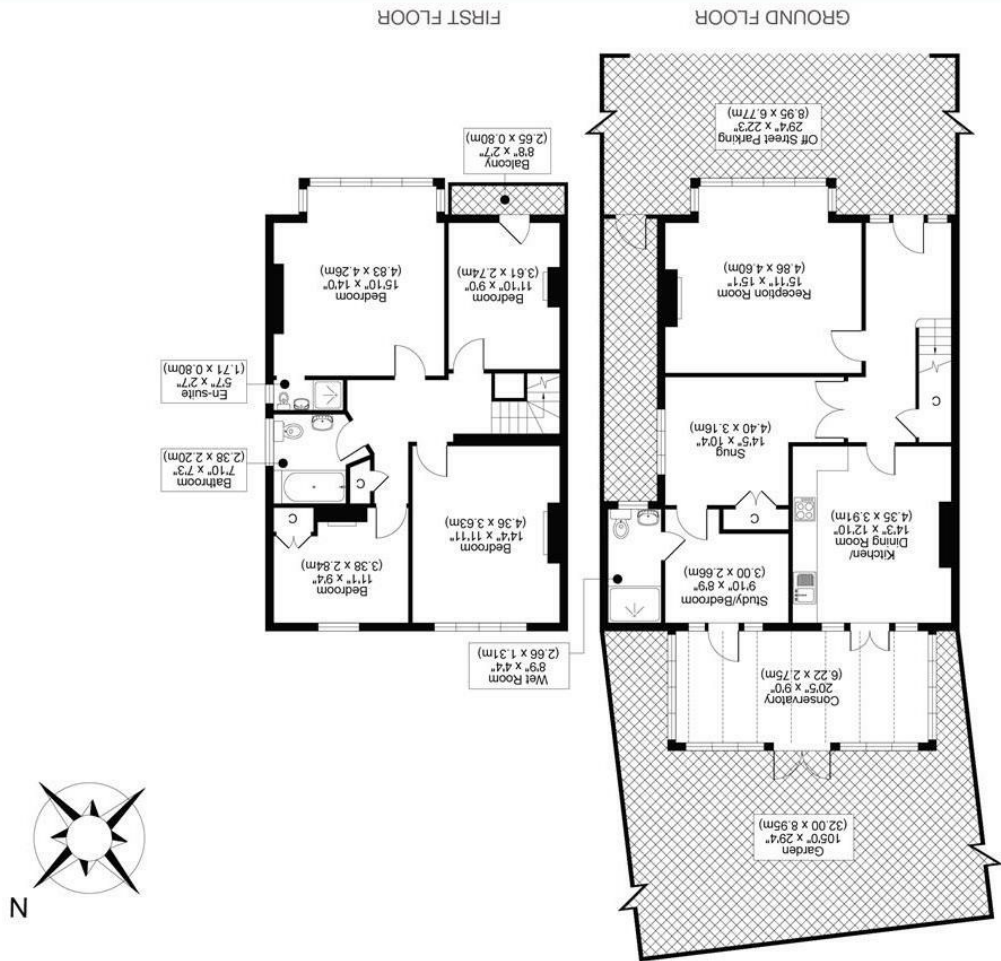 Garden
105'0" x 29'4"
(32.00 x 8.95m)
Conservatory
20'5" x 9'0"
(6.22 x 2.75m)
Kitchen/
Dining Room
14'3" x 12'10"
(4.35 x 3.91m)
Study/Bedroom
9'10" x 8'9"
(3.00 x 2.66m)
Wet Room
8'9" x 4'4"
(2.66 x 1.31m)
C
Snug
14'5" x 10'4"
(4.40 x 3.16m)
C
Reception Room
15'11" x 15'1"
(4.86 x 4.60m)
Off Street Parking
29'4" x 22'3"
(8.95 x 6.77m)
GROUND FLOOR
Bedroom
14'4" x 11'11"
(4.36 x 3.63m)
Bedroom
11'1" x 9'4"
(3.38 x 2.84m)
C
C
Bathroom
7'10" x 7'3"
(2.38 x 2.20m)
En-suite
5'7" x 2'7"
(1.71 x 0.80m)
Bedroom
11'10" x 9'0"
(3.61 x 2.74m)
Bedroom
15'10" x 14'0"
(4.83 x 4.26m)
Balcony
8'8" x 2'7"
(2.65 x 0.80m)
FIRST FLOOR
N